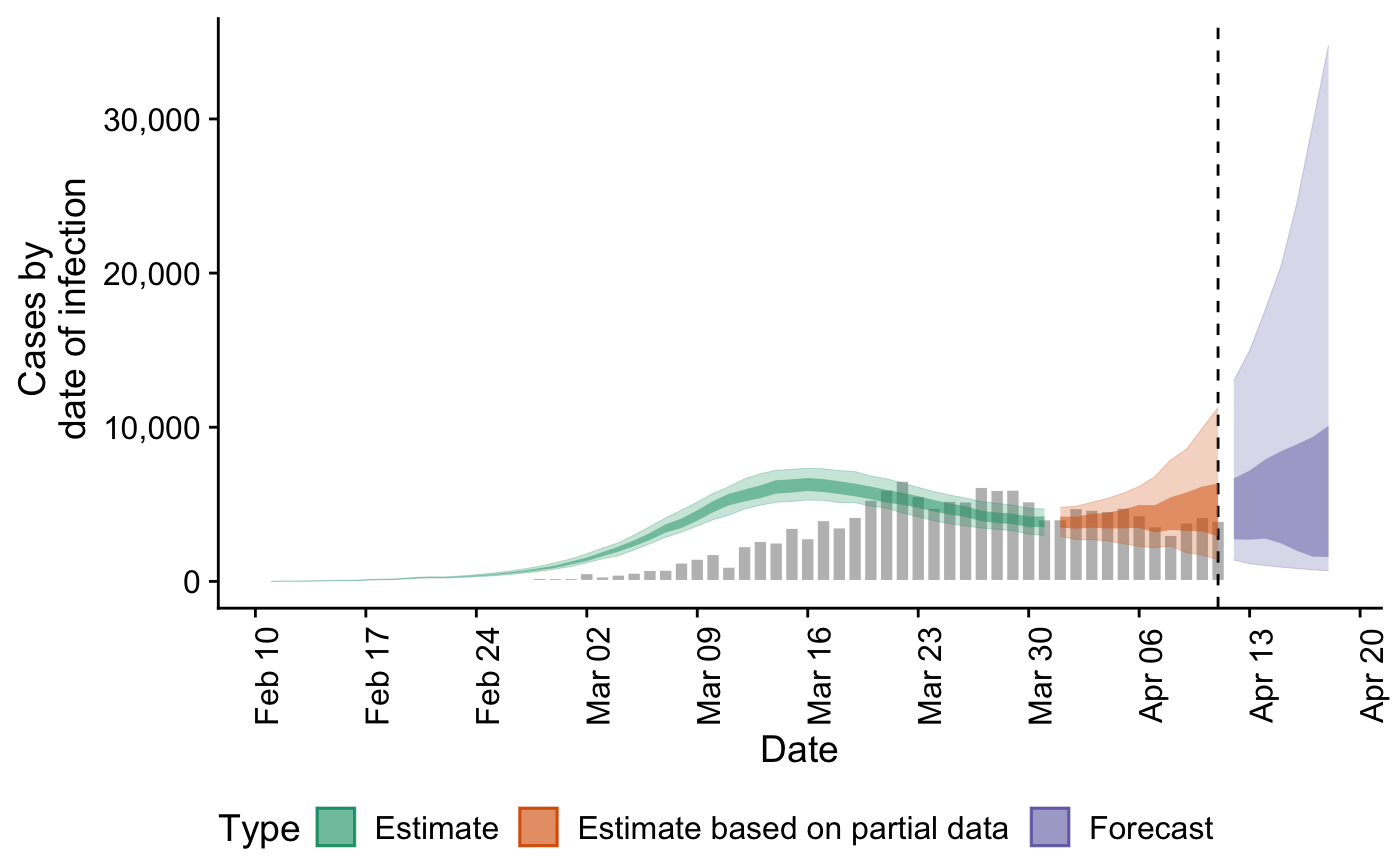 Cases by
date of infection
30,000
20,000
10,000
0
Feb 10
Feb 17
Feb 24
Mar 02
Mar 09
Mar 16
Mar 23
Mar 30
Apr 06
Apr 13
Apr 20
Date
Type Estimate Estimate based on partial data Forecast